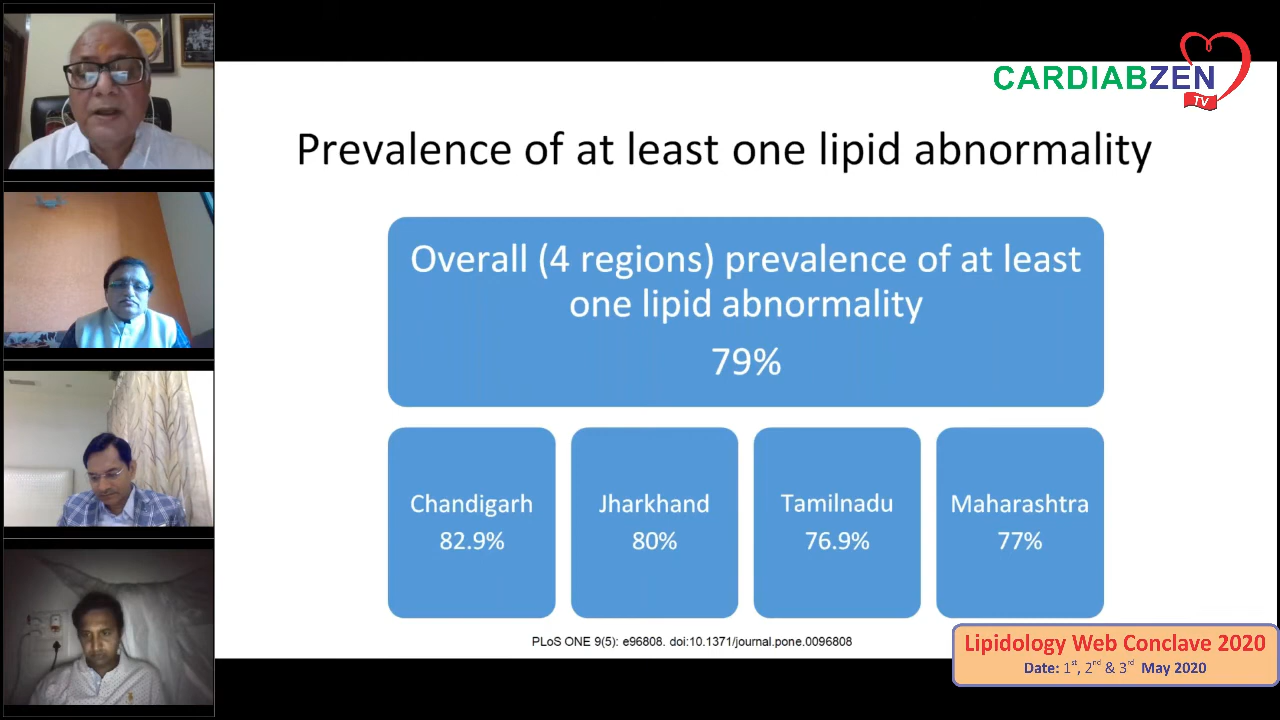 CARDIABZEN
TV
Prevalence of at least one lipid abnormality
Overall (4 regions) prevalence of at least
one lipid abnormality
79%
Chandigarh
82.9%
Jharkhand
80%
Tamilnadu
76.9%
Maharashtra
77%
PLoS ONE 9(5): e96808. doi:10.1371/journal.pone.0096808
Lipidology Web Conclave 2020
Date: 1st, 2nd & 3rd May 2020